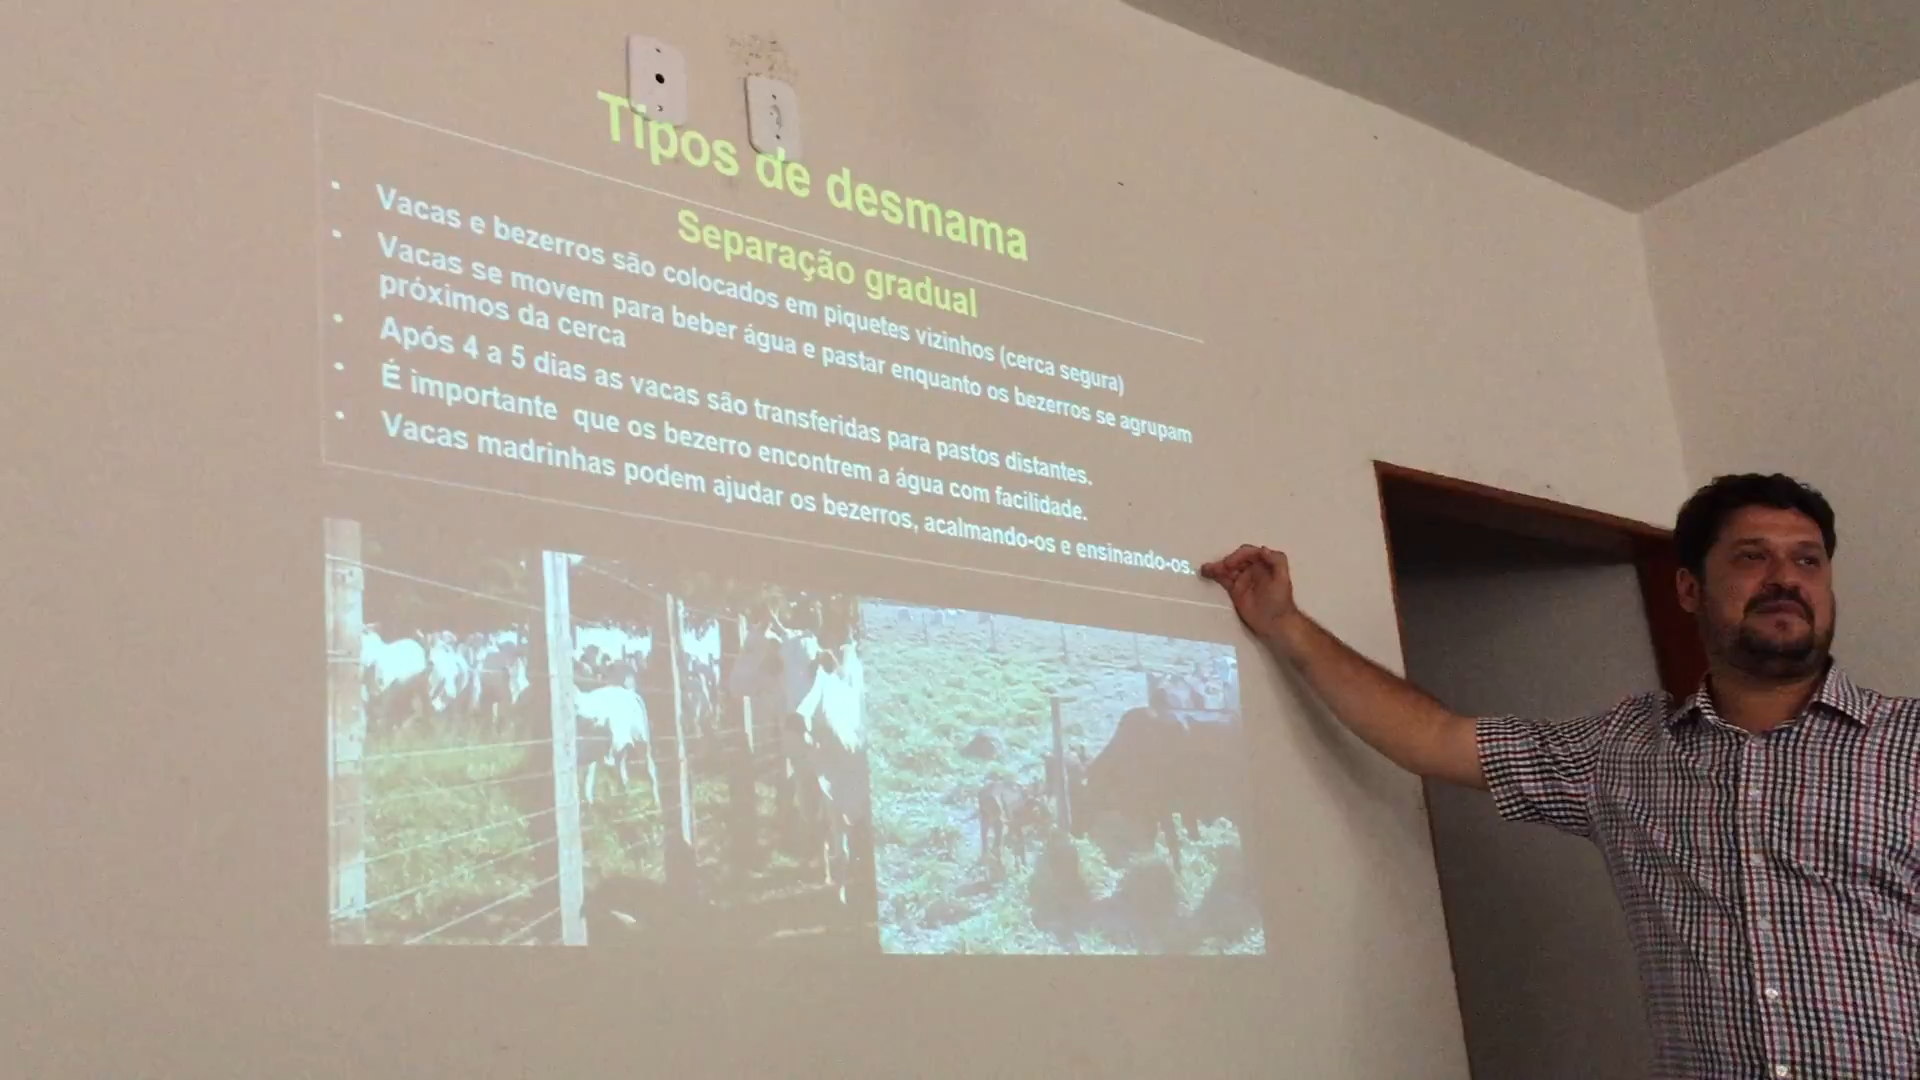 Tipos de desmama
Separação gradual
• Vacas e bezerros são colocados em piquetes vizinhos (cerca segura)
• Vacas se movem para beber água e pastar enquanto os bezerros se agrupam
próximos da cerca
• Após 4 a 5 dias as vacas são transferidas para pastos distantes.
• É importante que os bezerro encontrem a água com facilidade.
• Vacas madrinhas podem ajudar os bezerros, acalmando-os e ensinando-os.